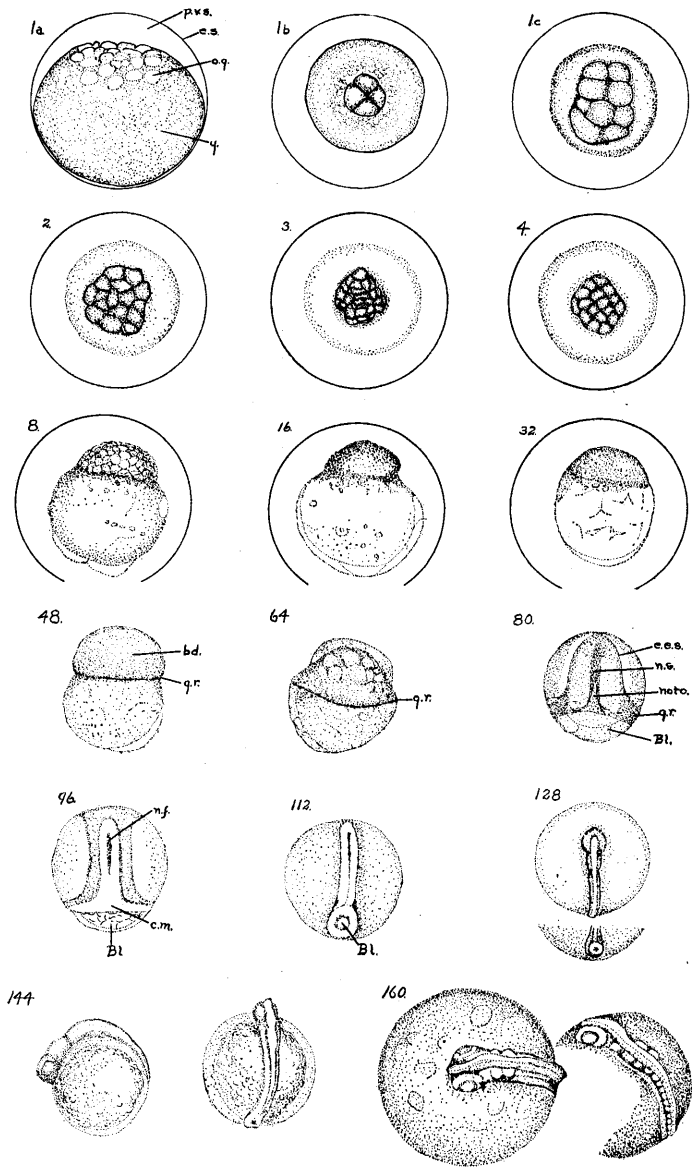 1a
p.v.s.
e.s.
o.g.
y.
1b
1c
2.
3.
4.
8.
16.
32.
48.
bd.
g.r.
64
g.r.
80.
e.e.s.
n.s.
noto.
g.r.
Bl.
96.
n.f.
c.m.
Bl
112.
Bl.
128
144
160.